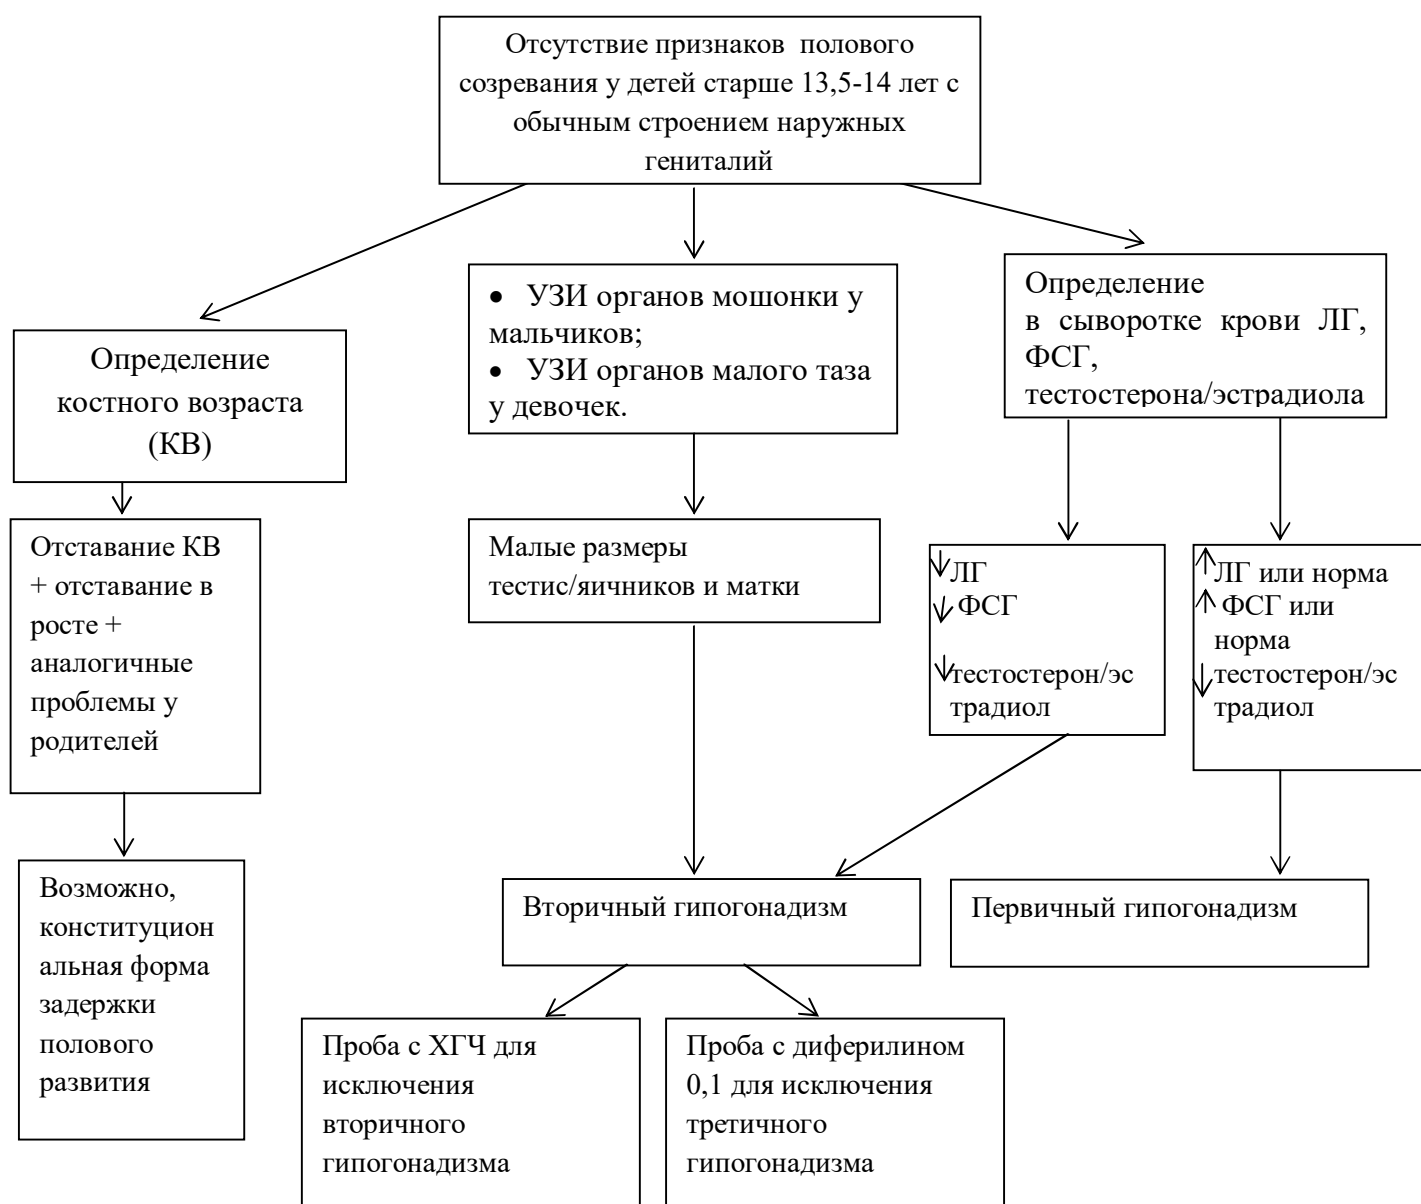 Отсутствие признаков полового
созревания у детей старше 13,5-14 лет с
обычным строением наружных
гениталий
Определение
костного возраста
(КВ)
• УЗИ органов мошонки у
мальчиков;
• УЗИ органов малого таза
у девочек.
Определение
в сыворотке крови ЛГ,
ФСГ,
тестостерона/эстрадиола
Отставание КВ
+ отставание в
росте +
аналогичные
проблемы у
родителей
Малые размеры
тестис/яичников и матки
↓ЛГ
↓ ФСГ
↓тестостерон/эс
традиол
↑ЛГ или норма
↑ ФСГ или
норма
↓тестостерон/эс
традиол
Возможно,
конституцион
альная форма
задержки
полового
развития
Вторичный гипогонадизм
Первичный гипогонадизм
Проба с ХГЧ для
исключения
вторичного
гипогонадизма
Проба с диферилином
0,1 для исключения
третичного
гипогонадизма